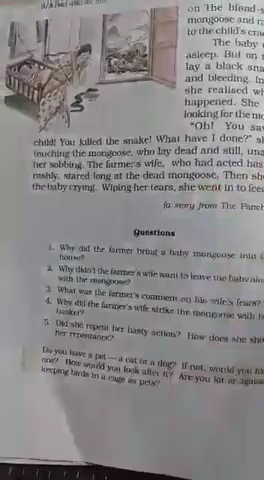 on the blood-s
mongoose and ra
to the child's crad
The baby
asleep. But on
lay a black sna
and bleeding. In
she realised wh
happened. She
looking for the mo
"Oh! You sav
child! You killed the snake! What have I done?" sh
touching the mongoose, who lay dead and still, una
her sobbing. The farmer's wife, who had acted has
rashly, stared long at the dead mongoose. Then she
the baby crying. Wiping her tears, she went in to feed
[a story from The Panch
Questions
1. Why did the farmer bring a baby mongoose into
house?
2. Why didn't the farmer's wife want to leave the baby alo
with the mongoose?
3. What was the farmer's comment on his wife's fears?
4. Why did the farmer's wife strike the mongoose with h
basket?
5. Did she repent her hasty action? How does she sho
her repentance?
Do you have a pet — a cat or a dog? If not, would you li
one? How would you look after it? Are you for or agains
keeping birds in a cage as pets?